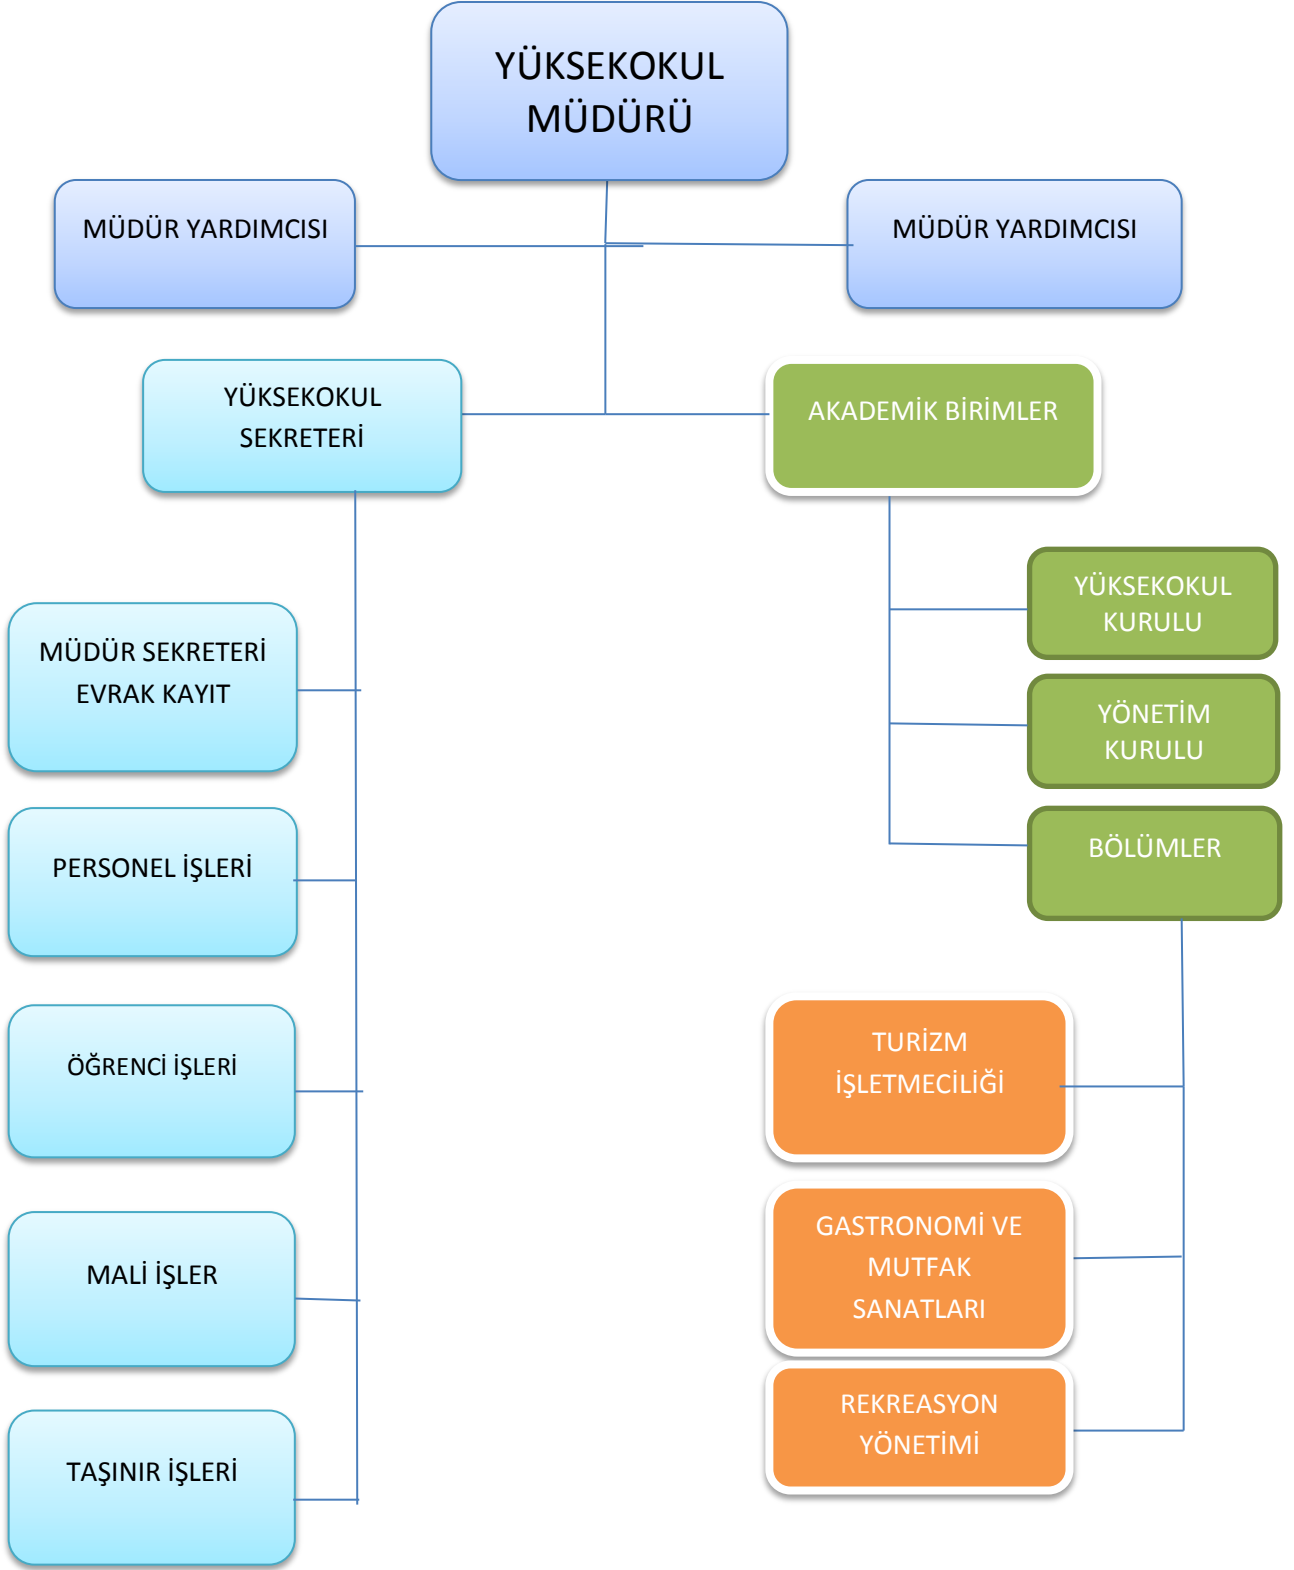 YÜKSEKOKUL
MÜDÜRÜ
MÜDÜR YARDIMCISI
MÜDÜR YARDIMCISI
YÜKSEKOKUL
SEKRETERİ
AKADEMİK BİRİMLER
YÜKSEKOKUL
KURULU
MÜDÜR SEKRETERİ
EVRAK KAYIT
YÖNETİM
KURULU
BÖLÜMLER
PERSONEL İŞLERİ
ÖĞRENCİ İŞLERİ
TURİZM
İŞLETMECİLİĞİ
GASTRONOMİ VE
MUTFAK
SANATLARI
MALİ İŞLER
REKREASYON
YÖNETİMİ
TAŞINIR İŞLERİ